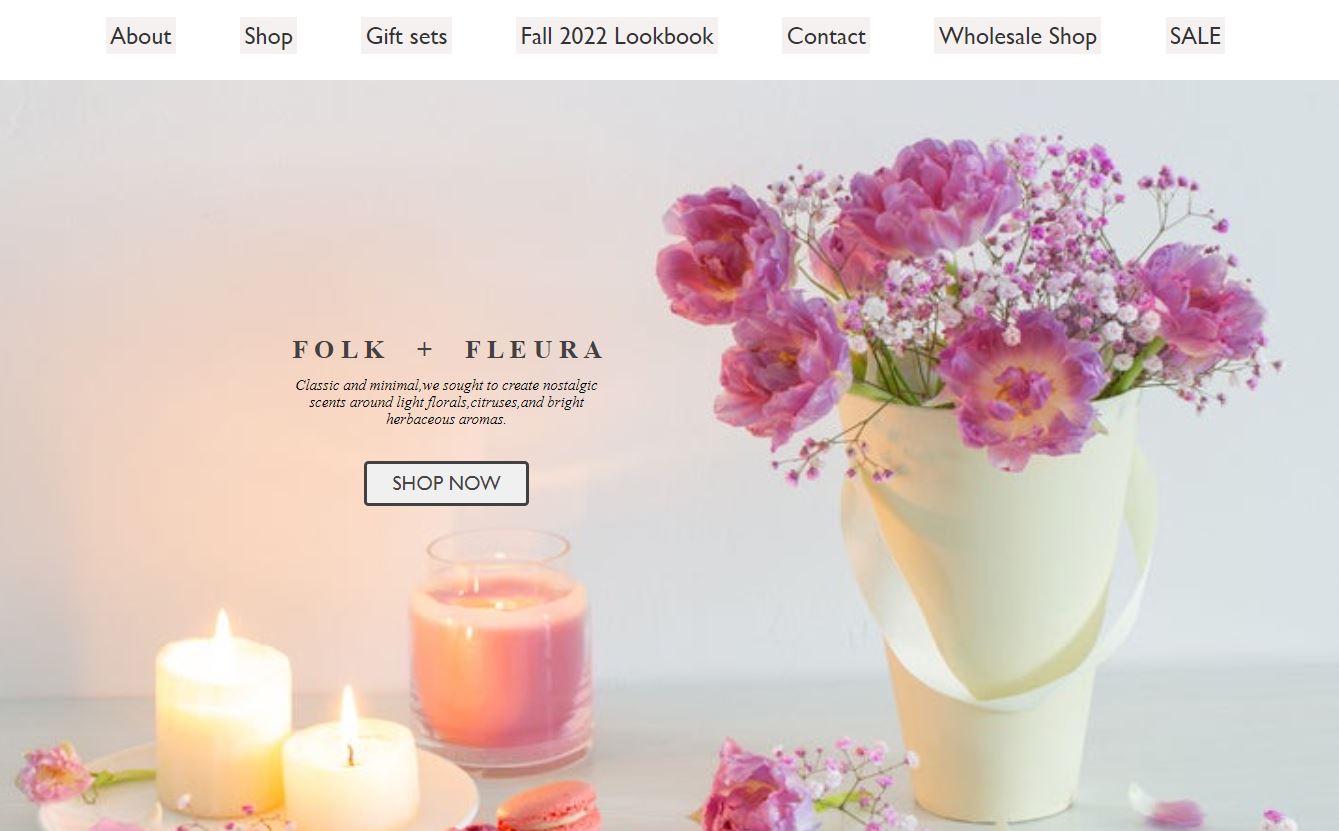 About Shop Gift sets Fall 2022 Lookbook Contact Wholesale Shop SALE
FOLK + FLEURA
Classic and minimal,we sought to create nostalgic
scents around light florals,citruses,and bright
herbaceous aromas.
SHOP NOW